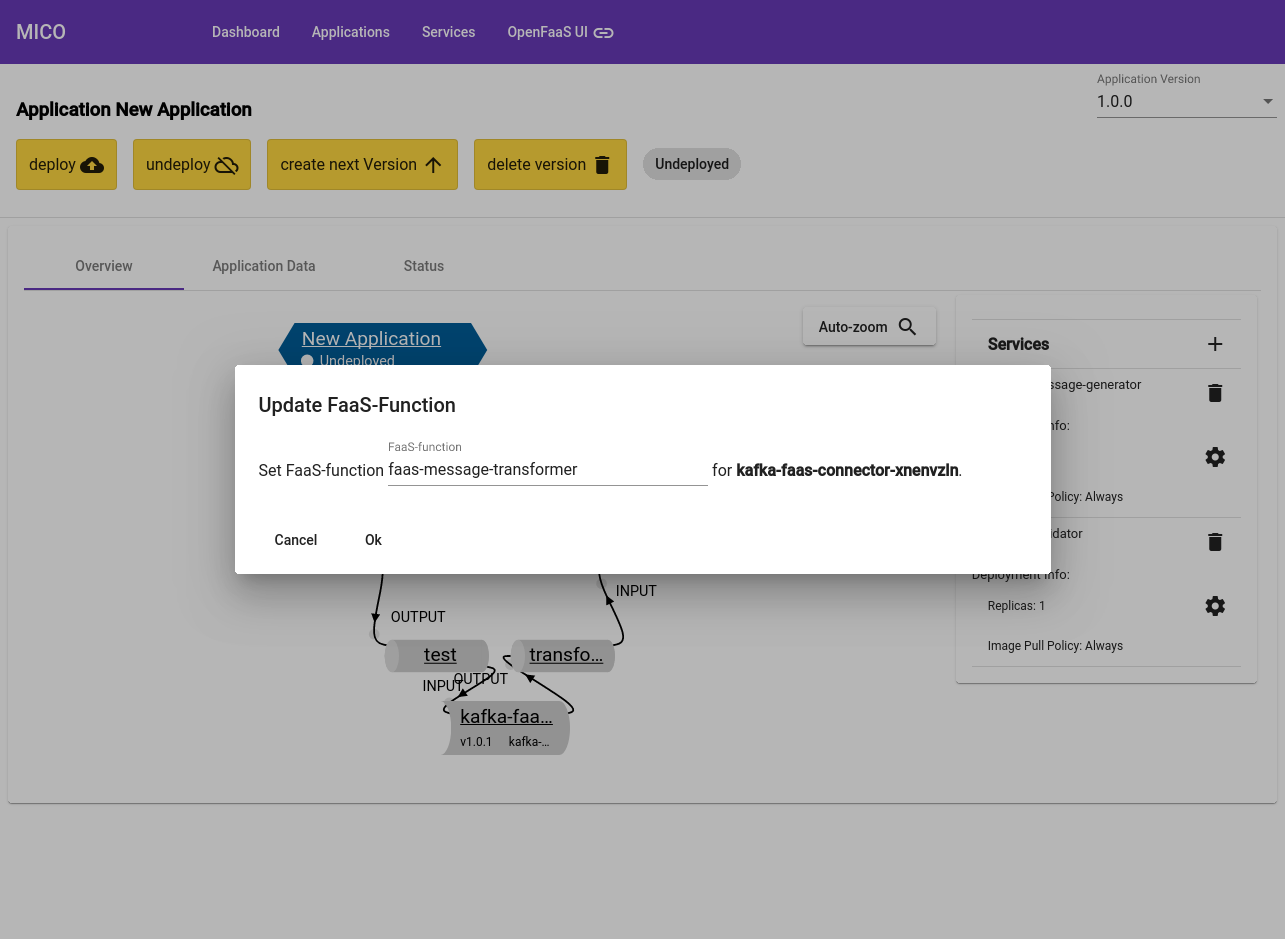 MICO Dashboard Applications Services OpenFaaS UI
Application Version
1.0.0
Application New Application
deploy undeploy create next Version delete version Undeployed
Overview Application Data Status
New Application
Undeployed
Auto-zoom
Services
ssage-generator
nfo:
Policy: Always
dator
Deployment Info:
Replicas: 1
Image Pull Policy: Always
Update FaaS-Function
FaaS-function
Set FaaS-function faas-message-transformer for kafka-faas-connector-xnenvzln.
Cancel Ok
INPUT
OUTPUT
test transfo...
OUTPUT
INPUT
kafka-faa...
v1.0.1 kafka-...